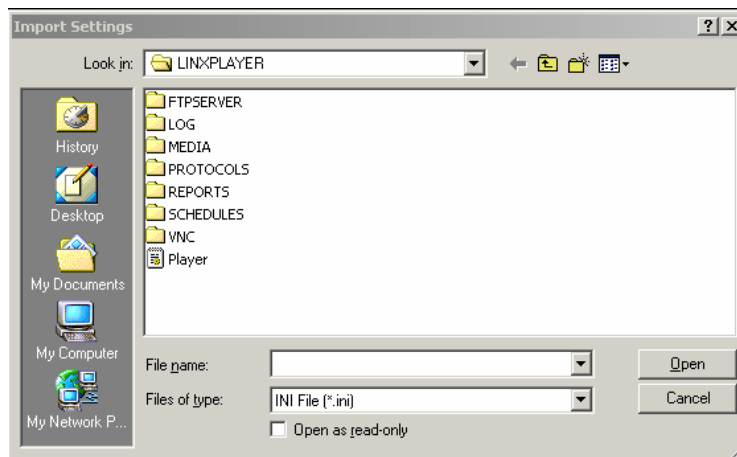 Import Settings
Look in:
LINXPLAYER
History
Desktop
My Documents
My Computer
My Network P...
FTPSERVER
LOG
MEDIA
PROTOCOLS
REPORTS
SCHEDULES
VNC
Player
File name:
Open
Files of type:
INI File (*.ini)
Cancel
Open as read-only